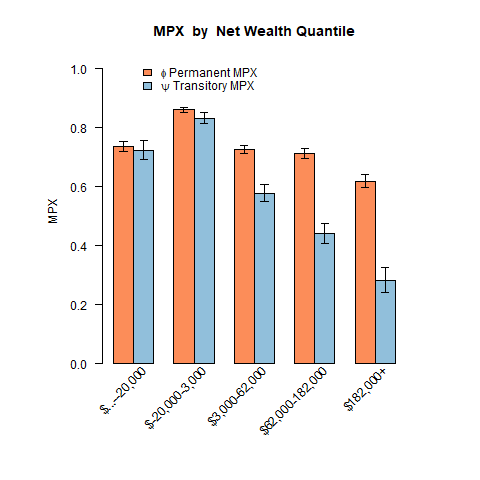 MPX by Net Wealth Quantile
ϕ Permanent MPX
ψ Transitory MPX
MPX
1.0
0.8
0.6
0.4
0.2
0.0
$-20,000-3,000
$3,000-62,000
$62,000-182,000
$182,000+